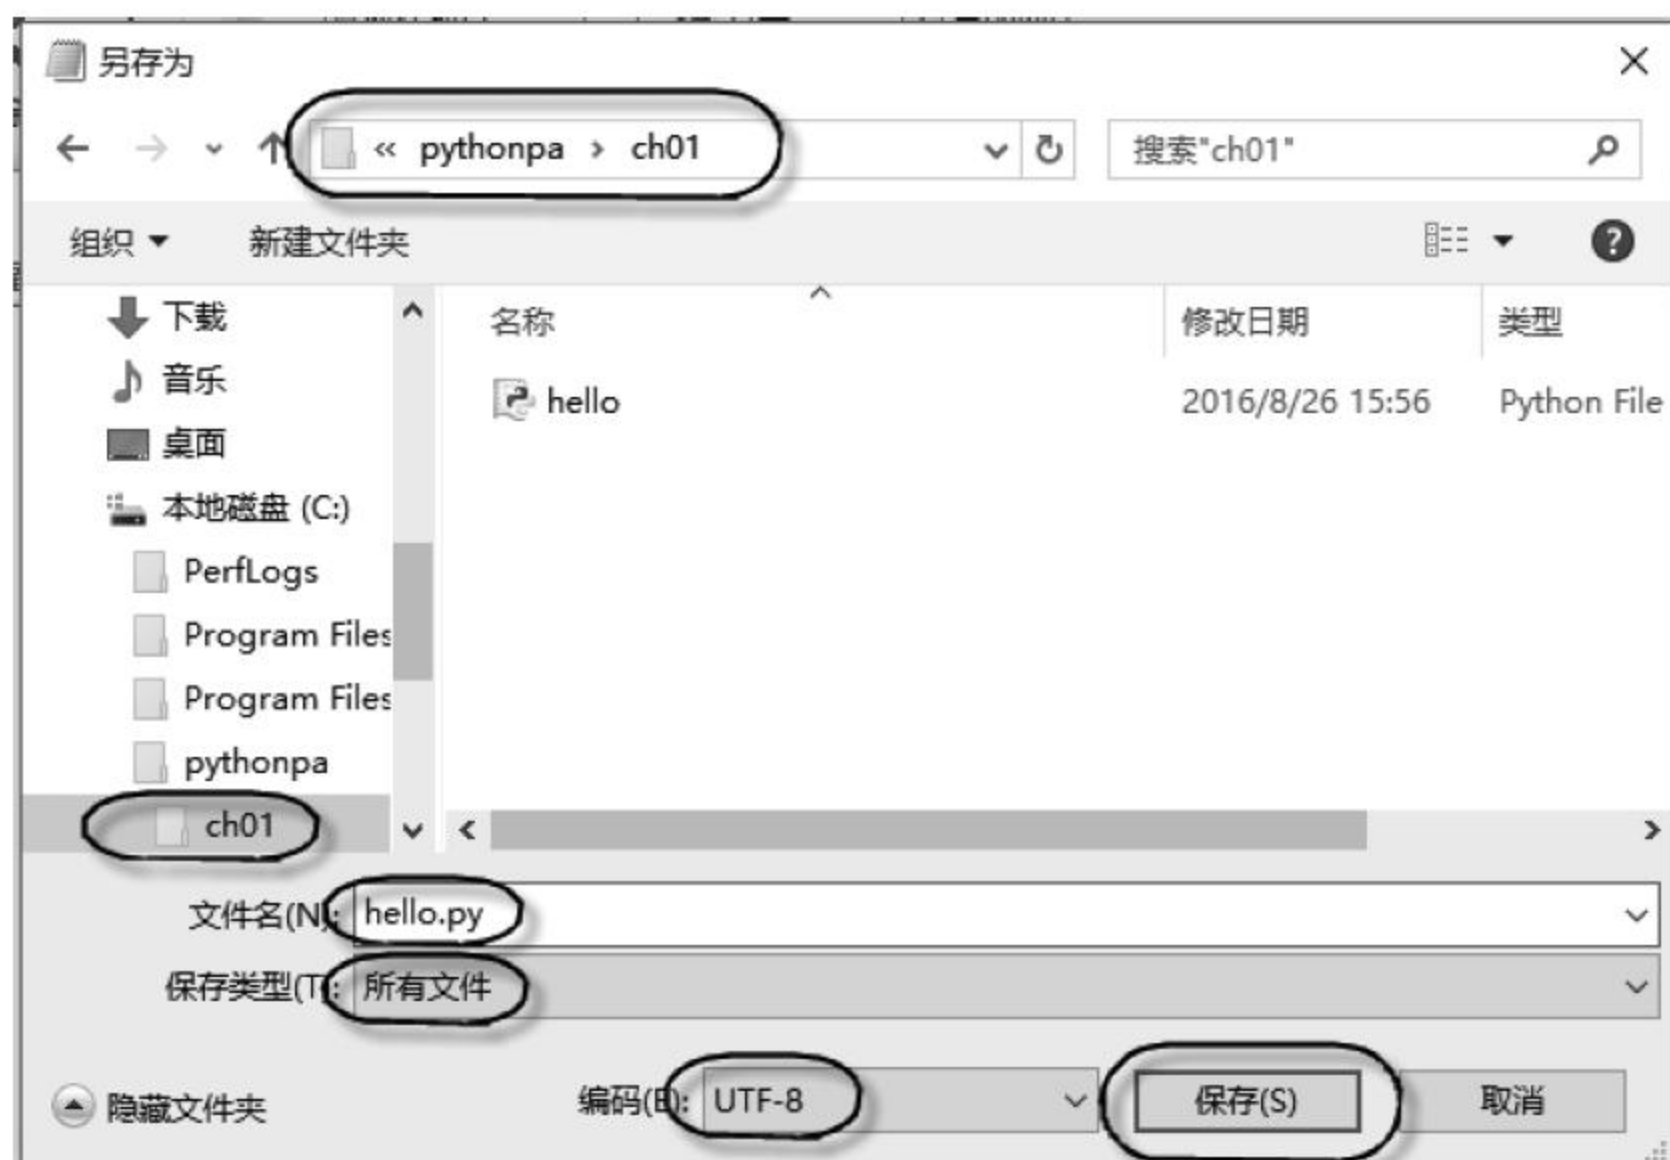 另存为
« pythonpa › ch01
搜索"ch01"
组织 新建文件夹
名称 修改日期 类型
下载
音乐
桌面
本地磁盘 (C:)
PerfLogs
Program Files
Program Files
pythonpa
ch01
hello 2016/8/26 15:56 Python File
文件名(N): hello.py
保存类型(T): 所有文件
隐藏文件夹 编码(E): UTF-8 保存(S) 取消